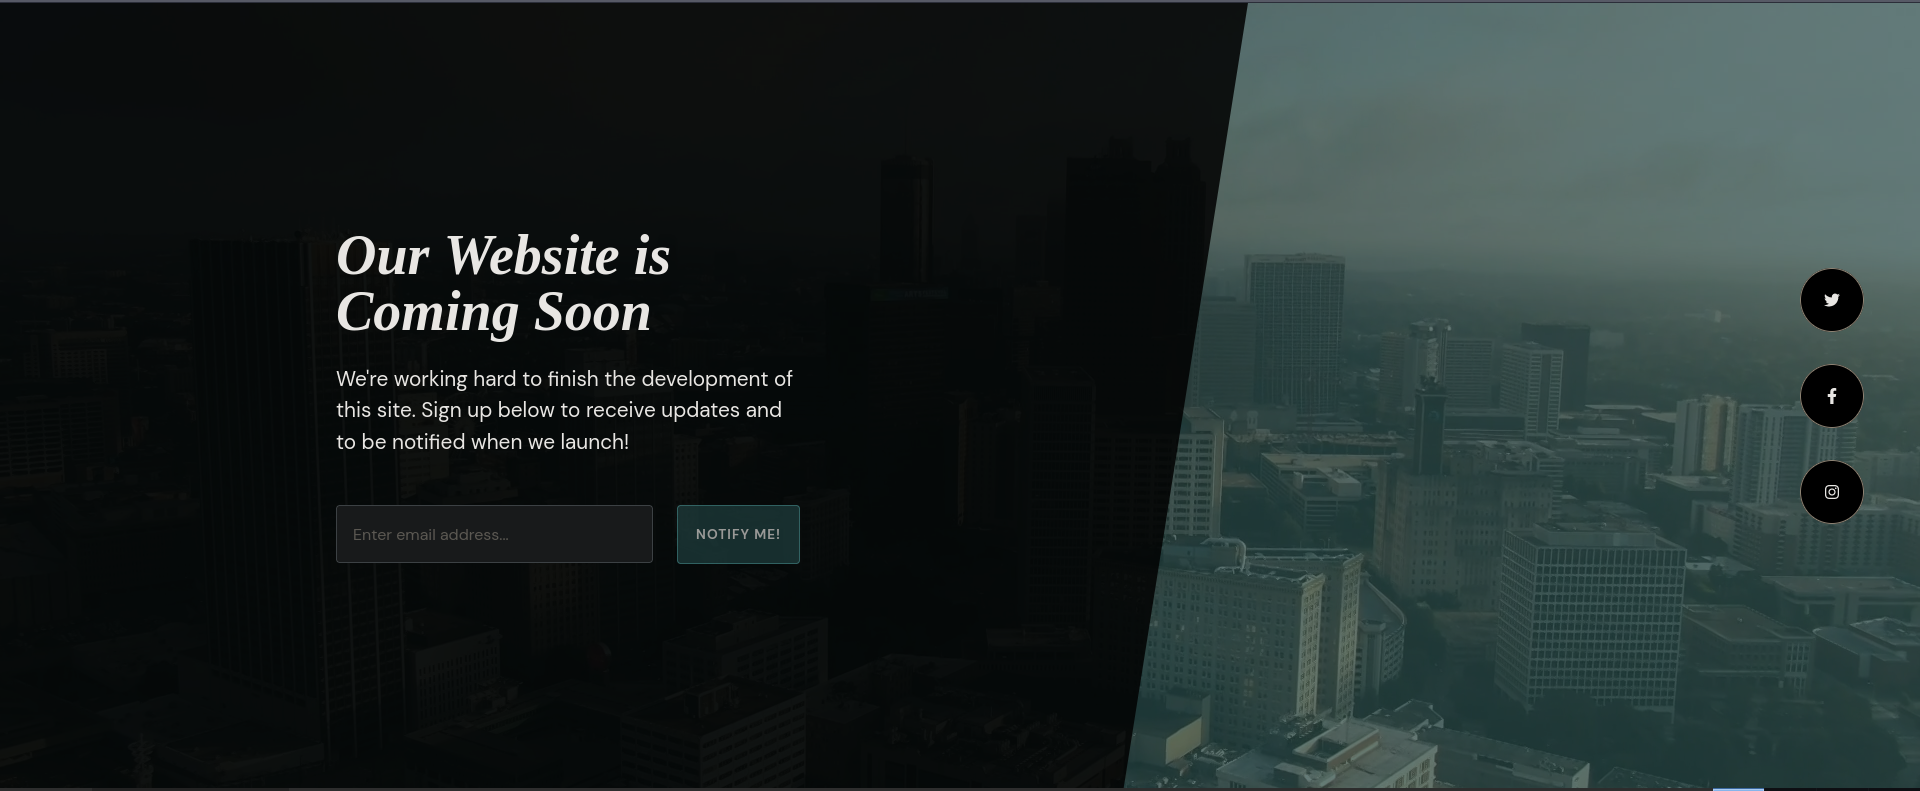 Our Website is
Coming Soon
We're working hard to finish the development of
this site. Sign up below to receive updates and
to be notified when we launch!
Enter email address...
NOTIFY ME!